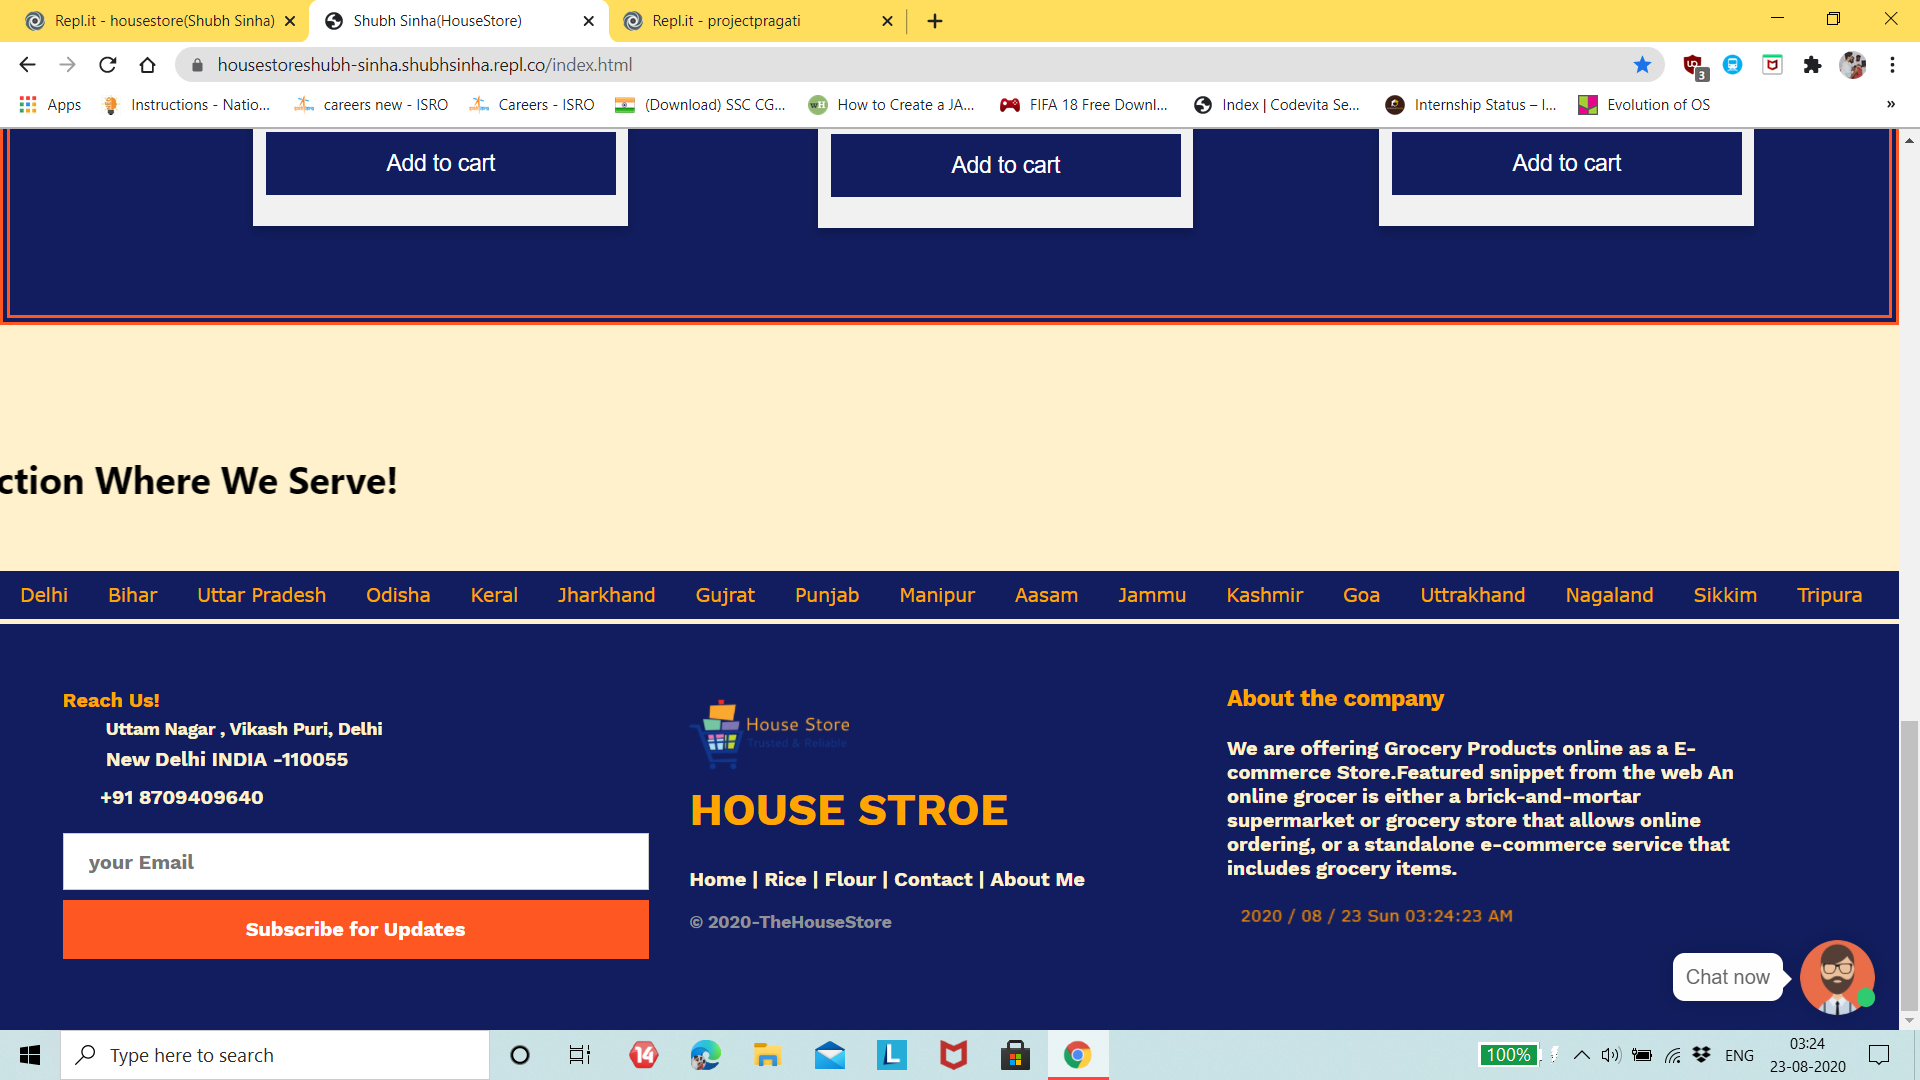 Repl.it - housestore(Shubh Sinha)
Shubh Sinha(HouseStore)
Repl.it - projectpragati
housestoreshubh-sinha.shubhsinha.repl.co/index.html
3
Apps
Instructions - Natio...
careers new - ISRO
Careers - ISRO
(Download) SSC CG...
How to Create a JA...
FIFA 18 Free Downl...
Index | Codevita Se...
Internship Status – I...
Evolution of OS
»
Add to cart
Add to cart
Add to cart
ction Where We Serve!
Delhi Bihar Uttar Pradesh Odisha Keral Jharkhand Gujrat Punjab Manipur Aasam Jammu Kashmir Goa Uttrakhand Nagaland Sikkim Tripura
Reach Us!
Uttam Nagar , Vikash Puri, Delhi
New Delhi INDIA -110055
+91 8709409640
your Email
Subscribe for Updates
House Store
Trusted & Reliable
HOUSE STROE
Home | Rice | Flour | Contact | About Me
© 2020-TheHouseStore
About the company
We are offering Grocery Products online as a E-
commerce Store.Featured snippet from the web An
online grocer is either a brick-and-mortar
supermarket or grocery store that allows online
ordering, or a standalone e-commerce service that
includes grocery items.
2020 / 08 / 23 Sun 03:24:23 AM
Chat now
Type here to search
14
L
100%
ENG
03:24
23-08-2020